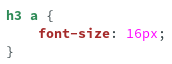 h3 a {
    font-size: 16px;
}